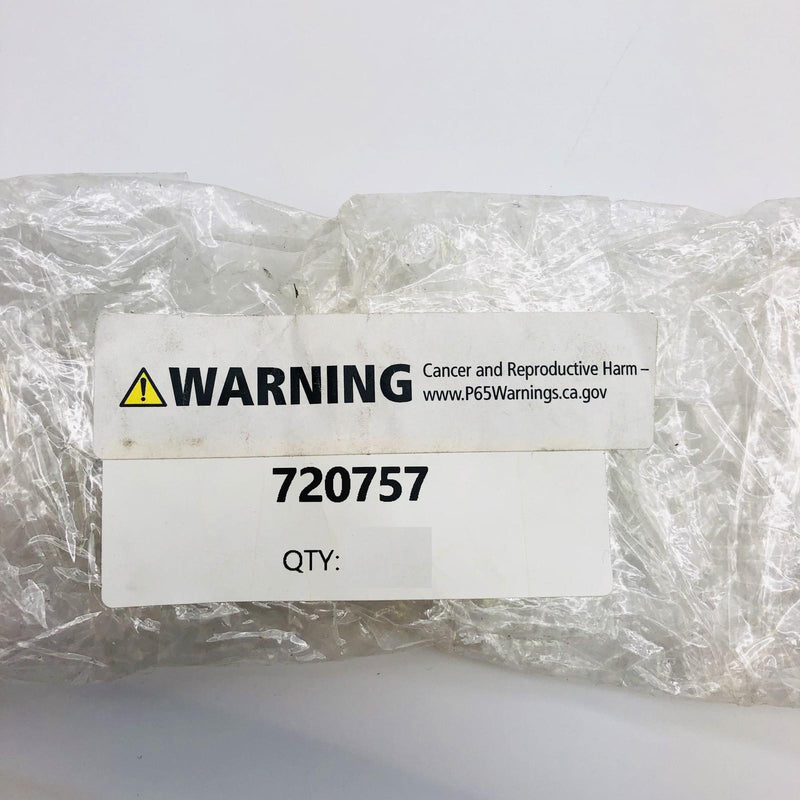 WARNING Cancer and Reproductive Harm –
www.P65Warnings.ca.gov
720757
QTY: